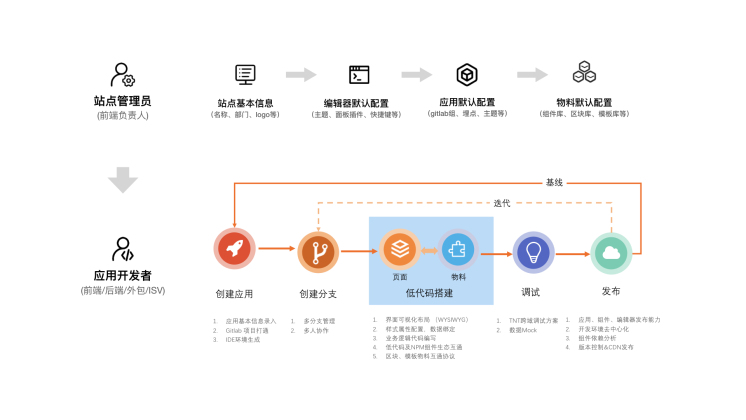 站点管理员
(前端负责人)
站点基本信息
(名称、部门、logo等)
编辑器默认配置
(主题、面板插件、快捷键等)
应用默认配置
(gitlab组、埋点、主题等)
物料默认配置
(组件库、区块库、模板库等)
基线
迭代
应用开发者
(前端/后端/外包/ISV)
创建应用
创建分支
页面
物料
低代码搭建
调试
发布
1. 应用基本信息录入
2. Gitlab 项目打通
3. IDE环境生成
1. 多分支管理
2. 多人协作
1. 界面可视化布局 (WYSIWYG)
2. 样式属性配置、数据绑定
3. 业务逻辑代码编写
4. 低代码及NPM组件生态互通
5. 区块、模板物料互通协议
1. TNT跨域调试方案
2. 数据Mock
1. 应用、组件、编辑器发布能力
2. 开发环境去中心化
3. 组件依赖分析
4. 版本控制&CDN发布